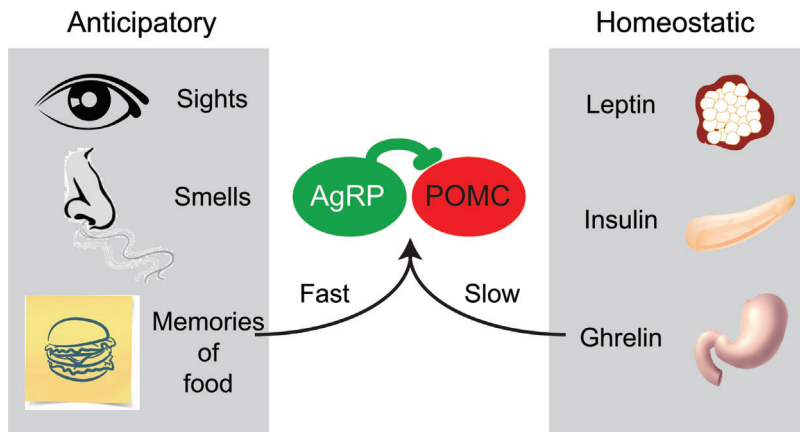 Anticipatory
Sights
Smells
Memories
of
food
AgRP
POMC
Fast
Slow
Homeostatic
Leptin
Insulin
Ghrelin